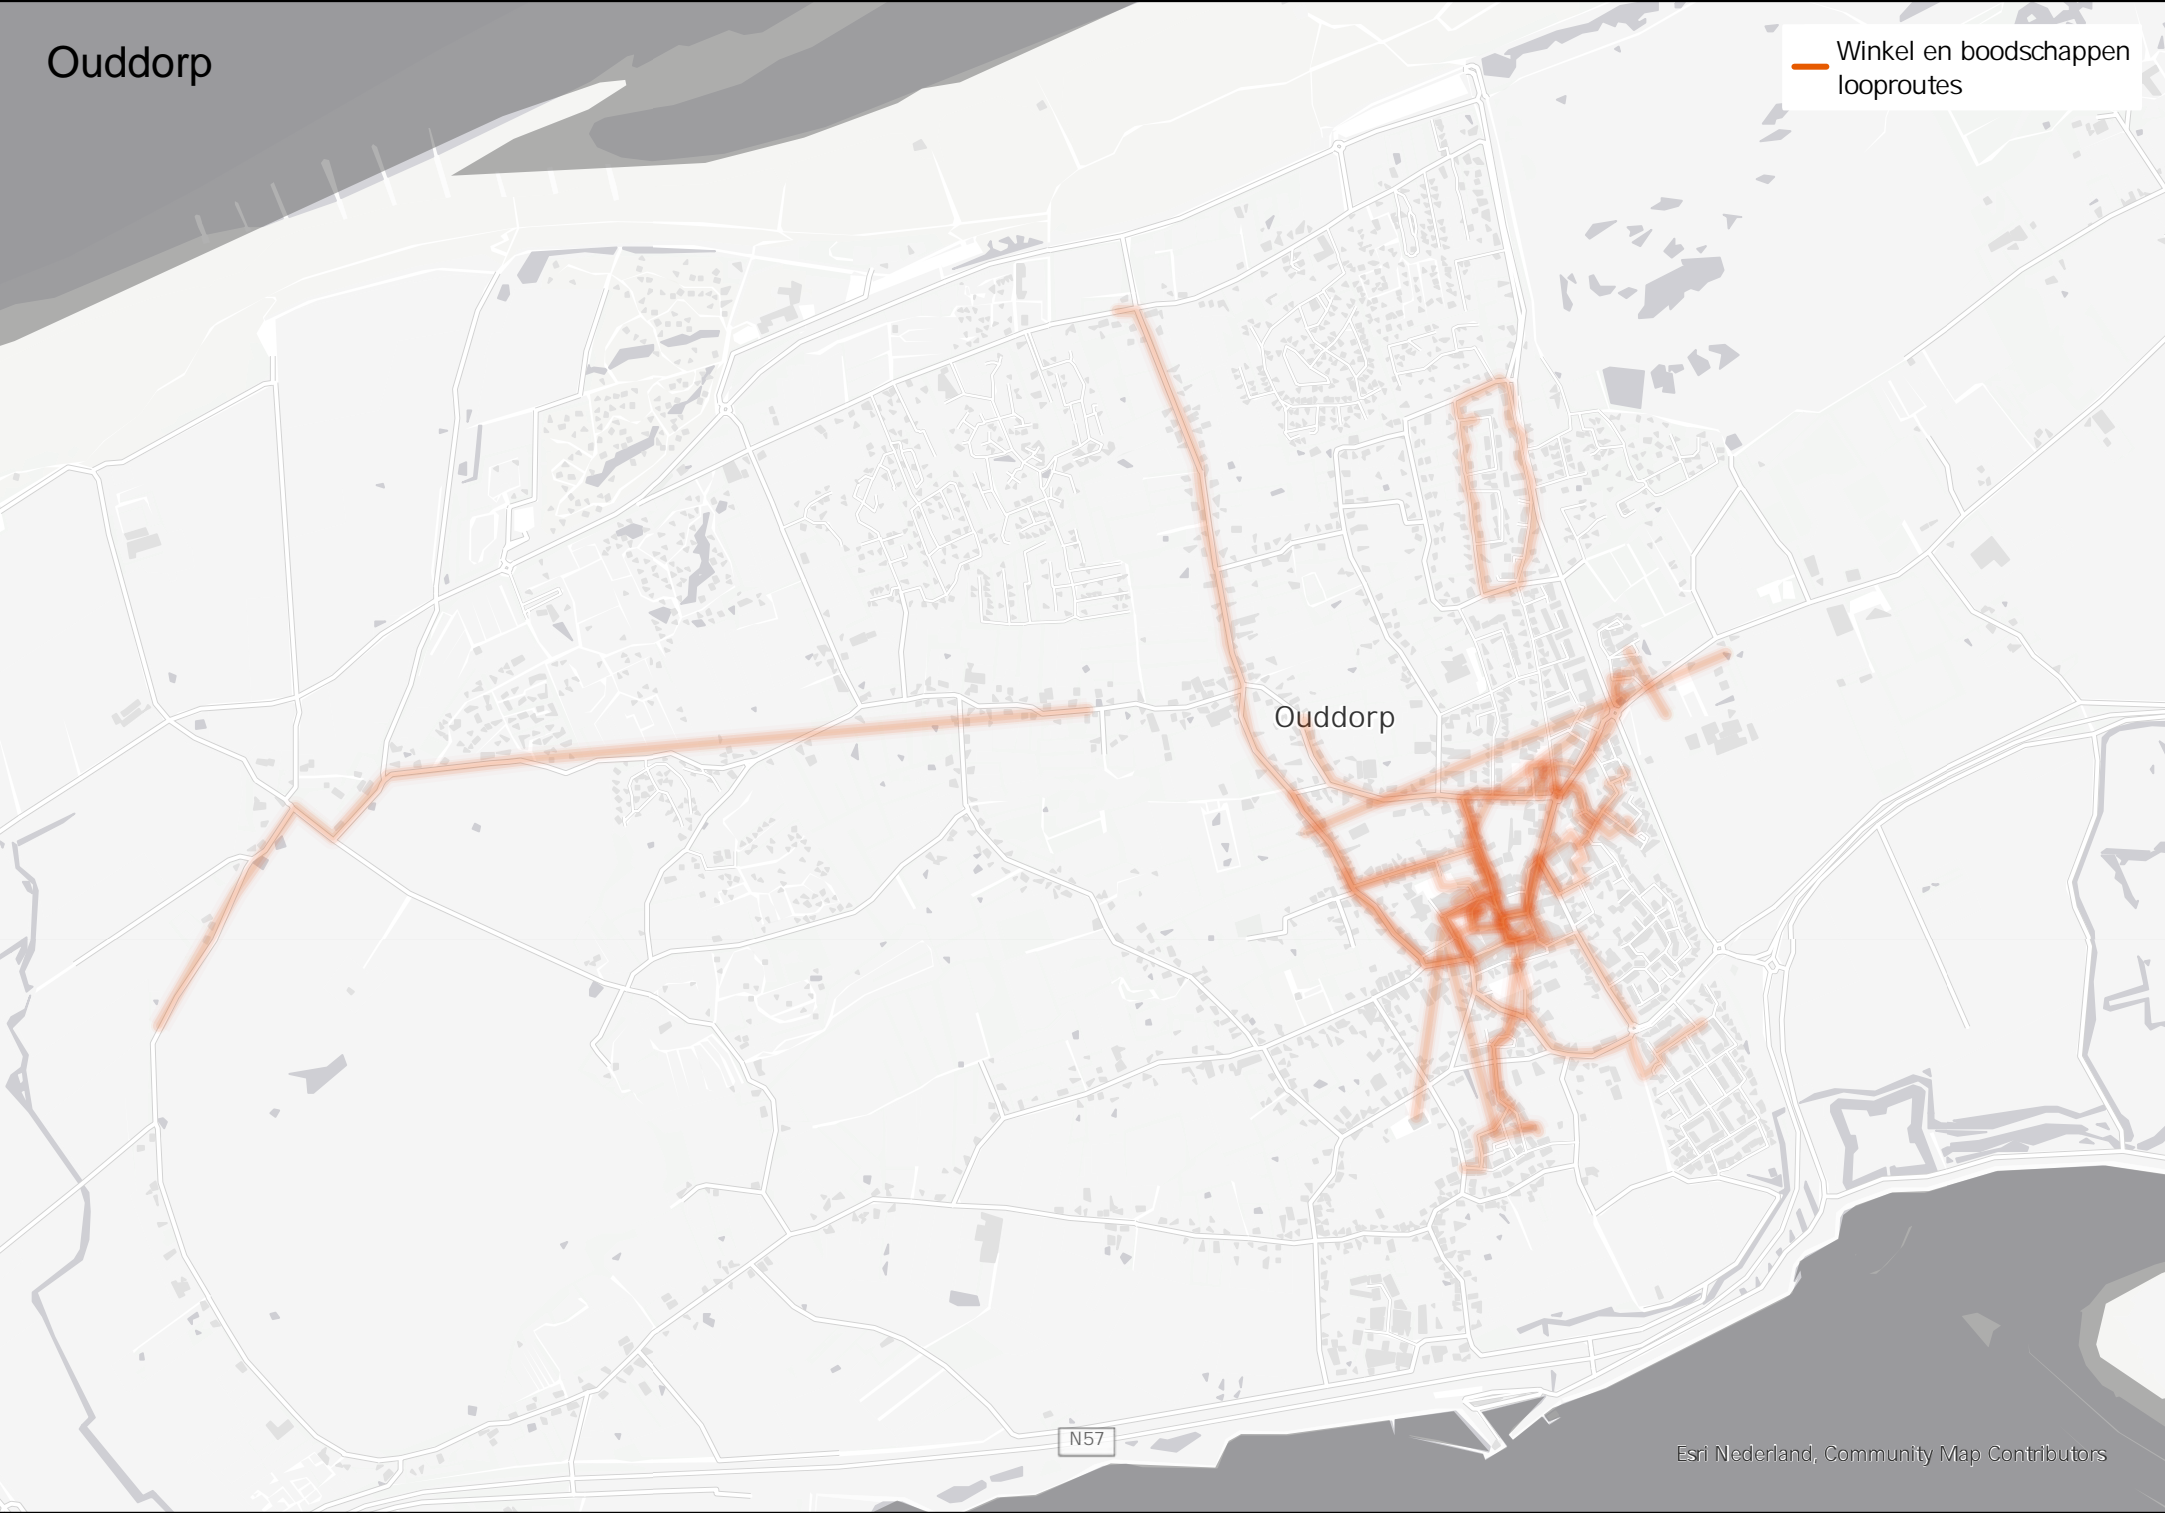 Ouddorp
Winkel en boodschappen
looproutes
Ouddorp
N57
Esri Nederland, Community Map Contributors